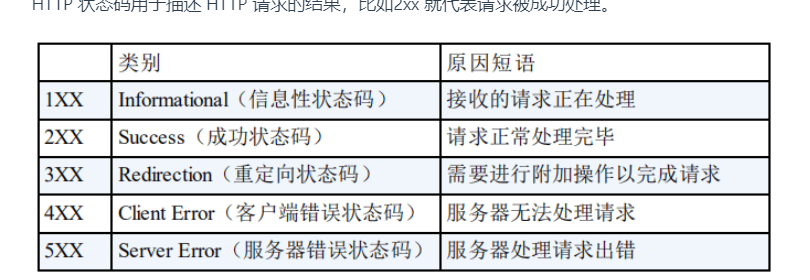 HTTP 状态码用于描述 HTTP 请求的结果，比如2xx 就代表请求被成功处理。
类别 原因短语
1XX Informational（信息性状态码） 接收的请求正在处理
2XX Success（成功状态码） 请求正常处理完毕
3XX Redirection（重定向状态码） 需要进行附加操作以完成请求
4XX Client Error（客户端错误状态码） 服务器无法处理请求
5XX Server Error（服务器错误状态码） 服务器处理请求出错